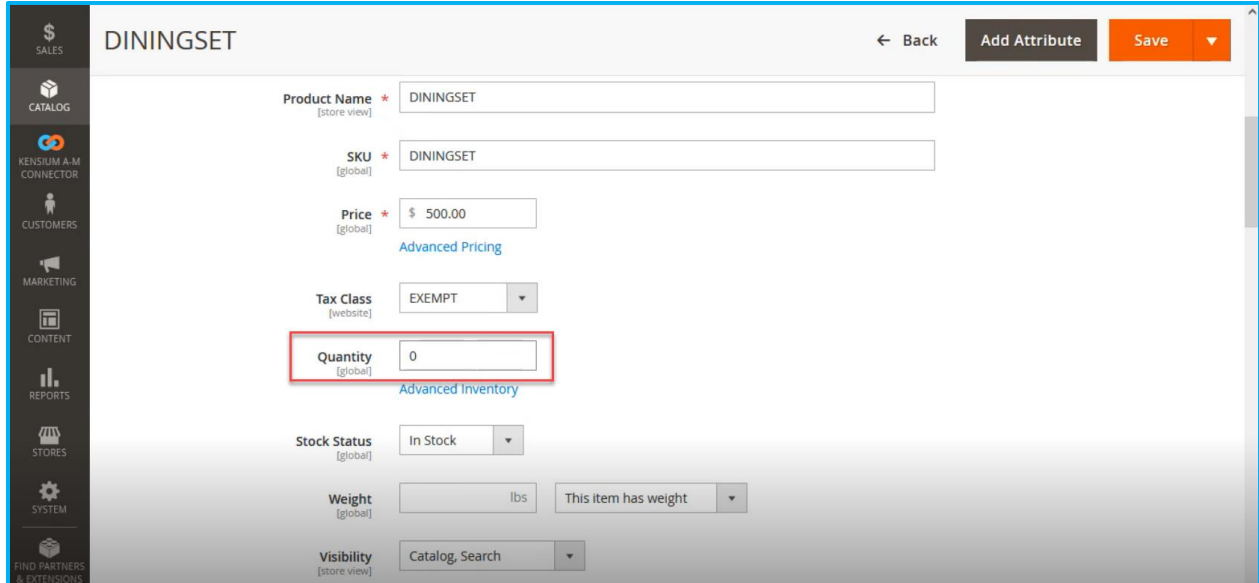 $
SALES
DININGSET
← Back
Add Attribute
Save
CATALOG
KENSIUM A-M
CONNECTOR
CUSTOMERS
MARKETING
CONTENT
REPORTS
STORES
SYSTEM
FIND PARTNERS
& EXTENSIONS
Product Name * DININGSET
[store view]
SKU * DININGSET
[global]
Price * $ 500.00
[global]
Advanced Pricing
Tax Class EXEMPT
[website]
Quantity 0
[global]
Advanced Inventory
Stock Status In Stock
[global]
Weight lbs This item has weight
[global]
Visibility Catalog, Search
[store view]